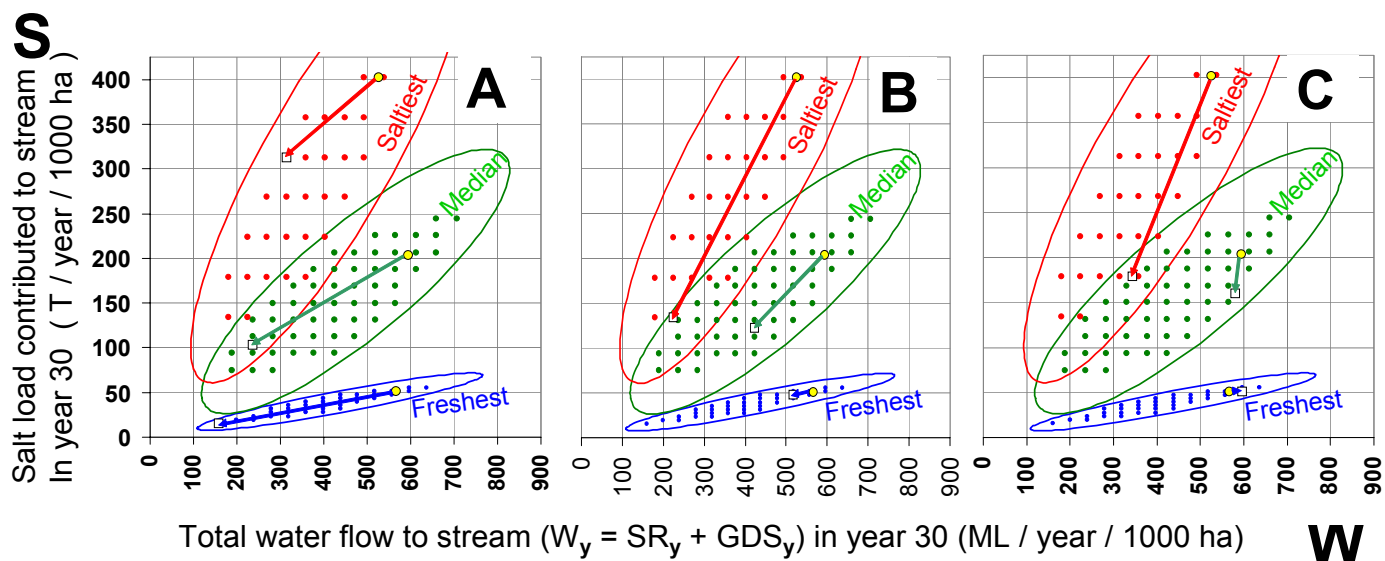 S
Salt load contributed to stream
In year 30 ( T / year / 1000 ha )
400
350
300
250
200
150
100
50
0
A
Saltiest
Median
Freshest
0
100
200
300
400
500
600
700
800
900
B
Saltiest
Median
Freshest
0
100
200
300
400
500
600
700
800
900
C
Saltiest
Median
Freshest
0
100
200
300
400
500
600
700
800
900
Total water flow to stream (Wy = SRy + GDSy) in year 30 (ML / year / 1000 ha)
W